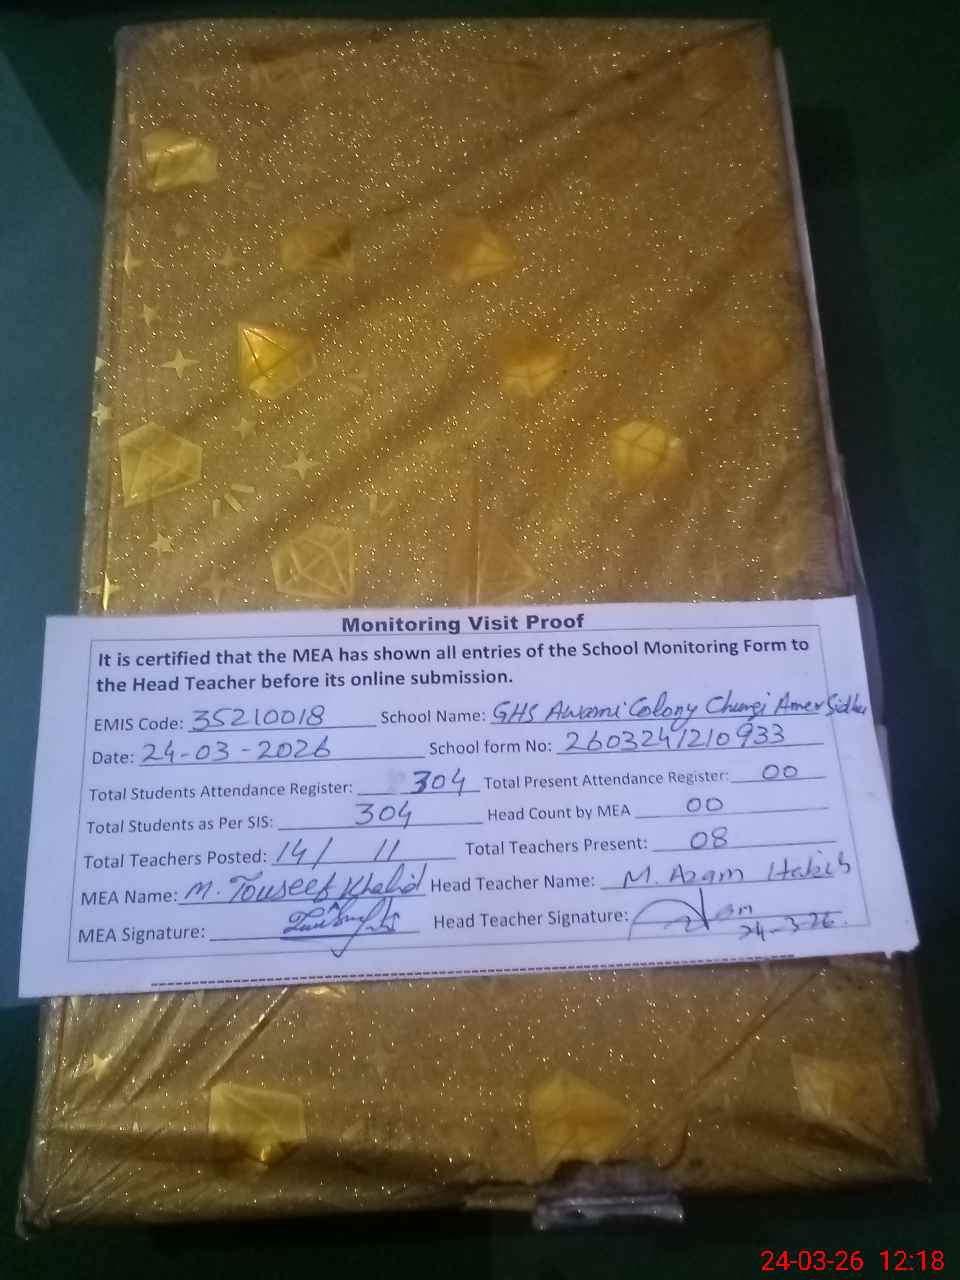 Monitoring Visit Proof
It is certified that the MEA has shown all entries of the School Monitoring Form to
the Head Teacher before its online submission.
EMIS Code: 35210018 School Name: GHS Awami Colony Chungi Amer Sidhu
Date: 24-03-2026 School form No: 2603241210933
Total Students Attendance Register: 304 Total Present Attendance Register: 00
Total Students as Per SIS: 304 Head Count by MEA 00
Total Teachers Posted: 14/ 11 Total Teachers Present: 08
MEA Name: M. Touseef Khalid Head Teacher Name: M. Azam Habib
MEA Signature: Head Teacher Signature:
24-3-26.
24-03-26 12:18